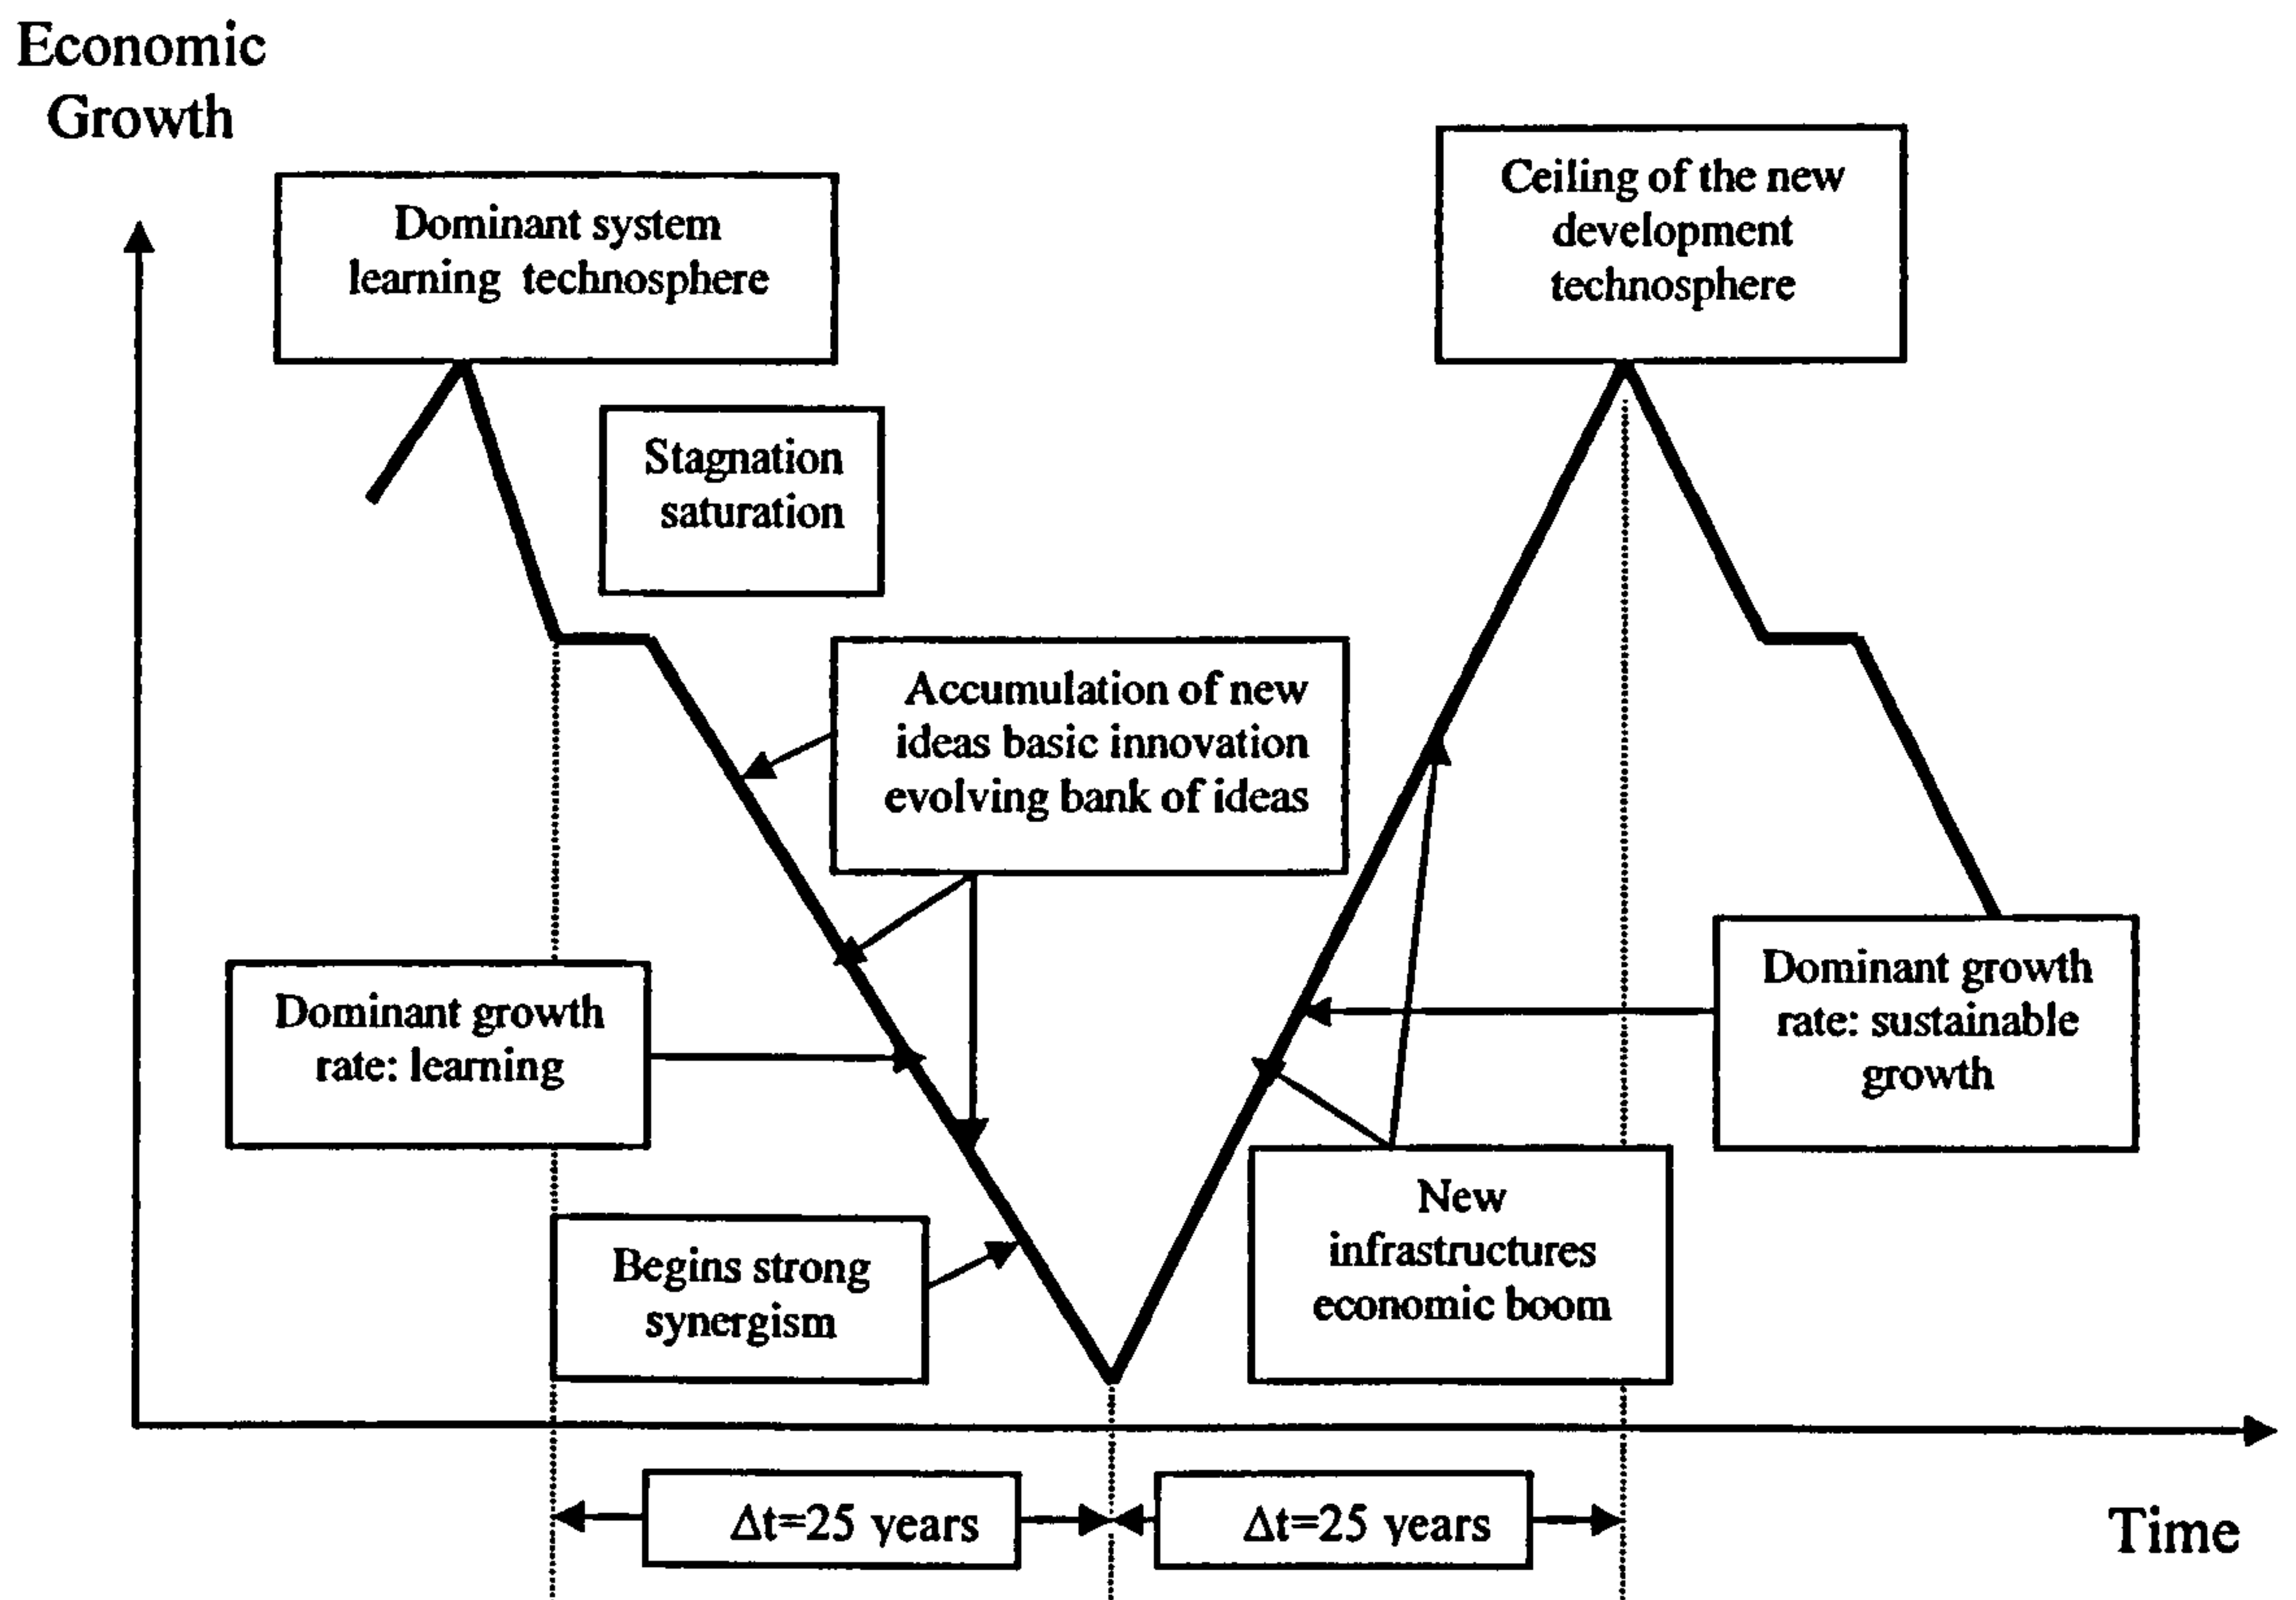 Economic
Growth
Dominant system
learning technosphere
Ceiling of the new
development
technosphere
Stagnation
saturation
Accumulation of new
ideas basic innovation
evolving bank of ideas
Dominant growth
rate: learning
Dominant growth
rate: sustainable
growth
Begins strong
synergism
New
infrastructures
economic boom
Δt=25 years
Δt=25 years
Time